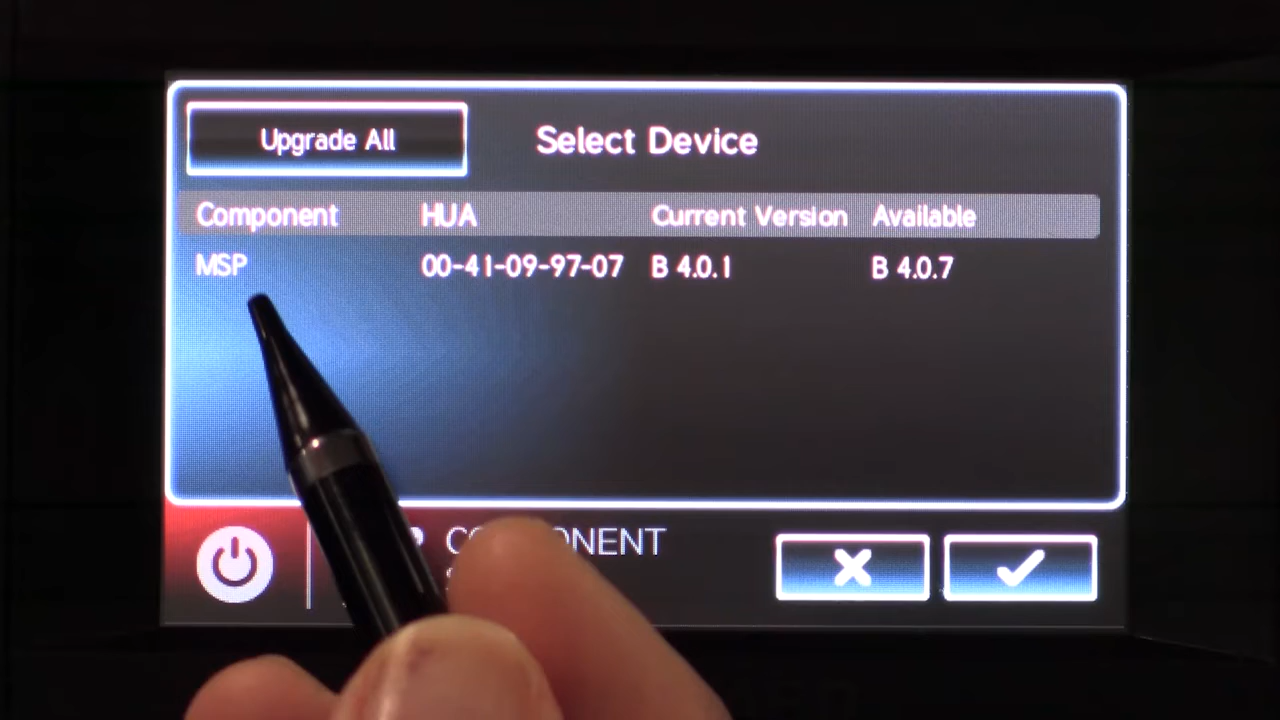 Upgrade All
Select Device
Component HUA Current Version Available
MSP 00-41-09-97-07 B 4.0.1 B 4.0.7